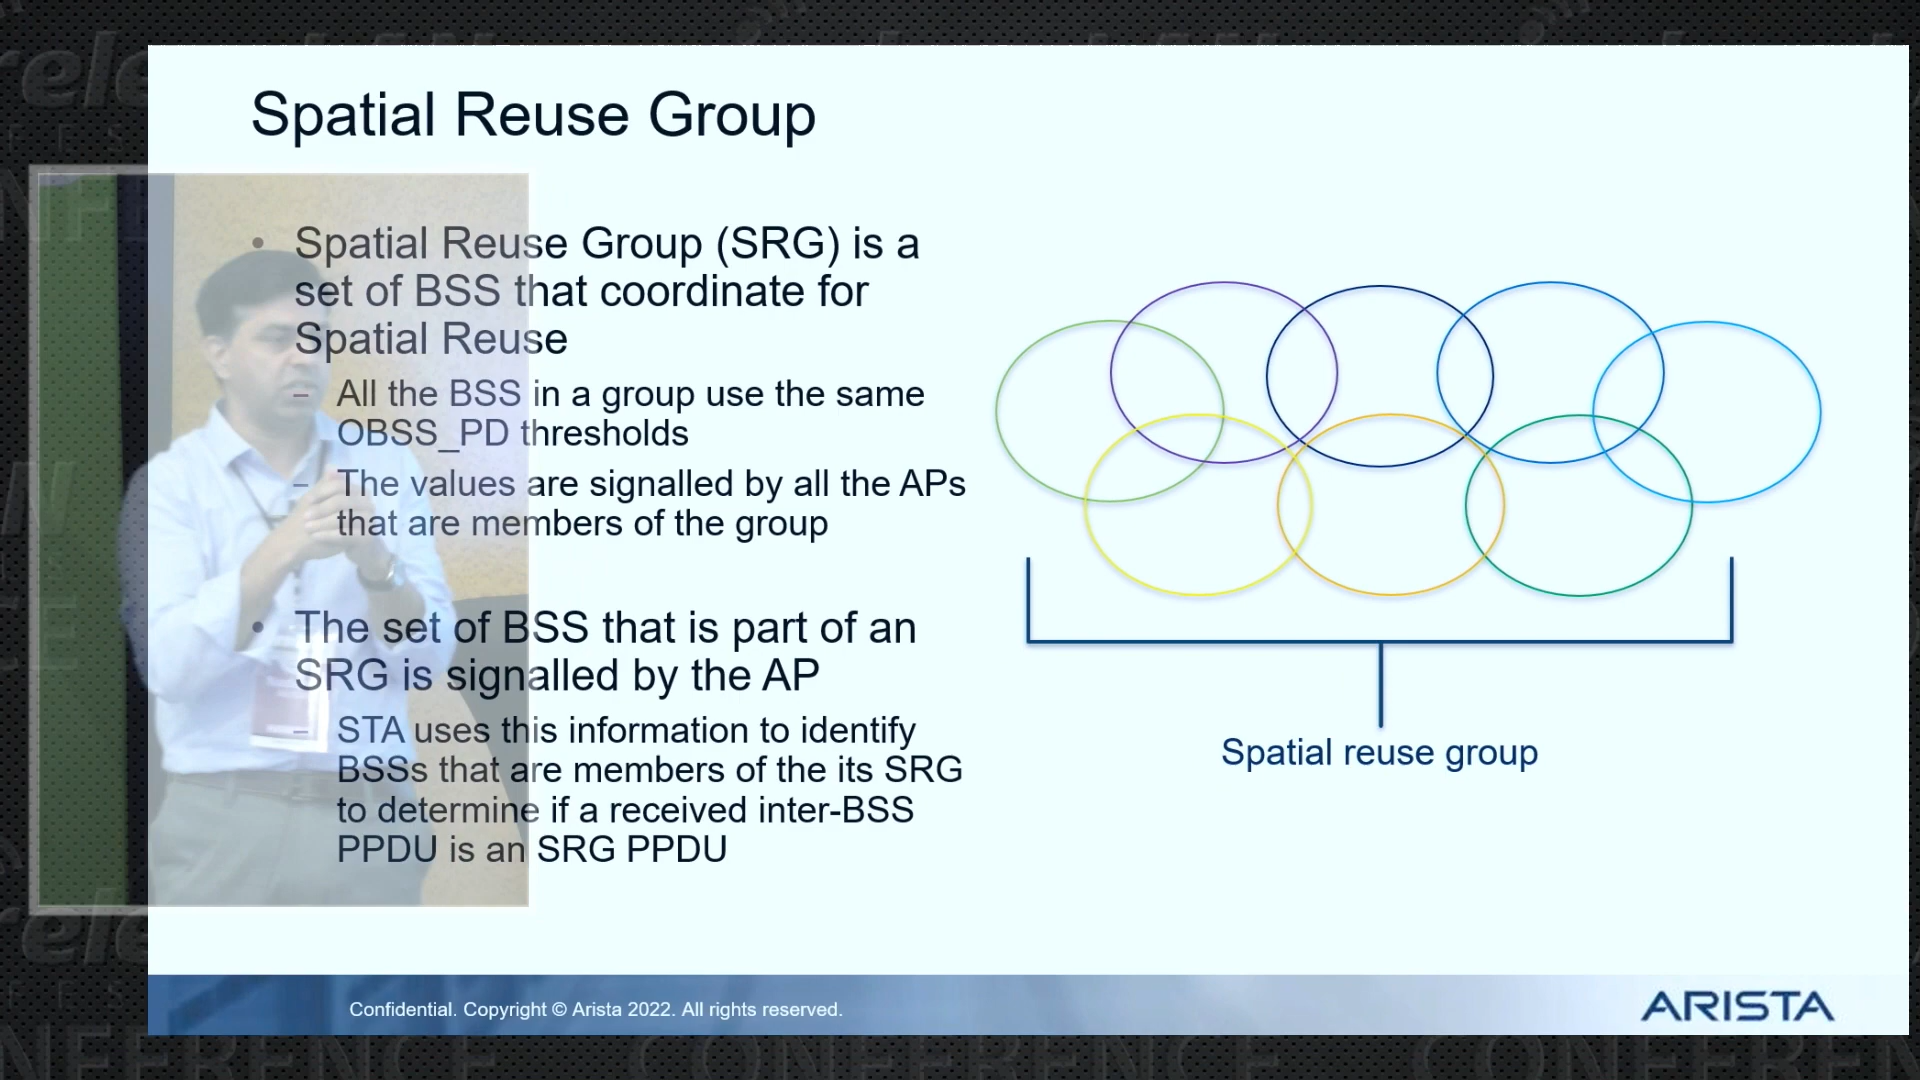 Spatial Reuse Group
• Spatial Reuse Group (SRG) is a
set of BSS that coordinate for
Spatial Reuse
– All the BSS in a group use the same
OBSS_PD thresholds
– The values are signalled by all the APs
that are members of the group
• The set of BSS that is part of an
SRG is signalled by the AP
– STA uses this information to identify
BSSs that are members of the its SRG
to determine if a received inter-BSS
PPDU is an SRG PPDU
Spatial reuse group
Confidential. Copyright © Arista 2022. All rights reserved.
ARISTA
CONFERENCE